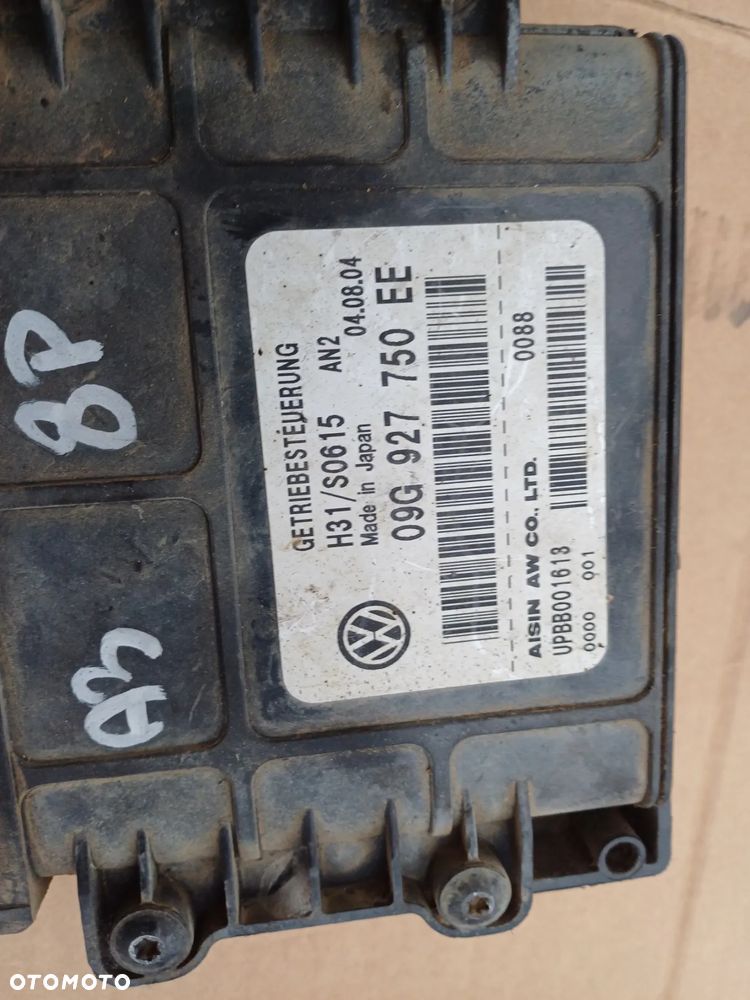 GETRIEBESTEUERUNG
H31/S0615 AN2
Made in Japan 04.08.04
09G 927 750 EE
0088
AISIN AW CO., LTD.
UPBB001618
0000 001
A3 8P
OTOMOTO